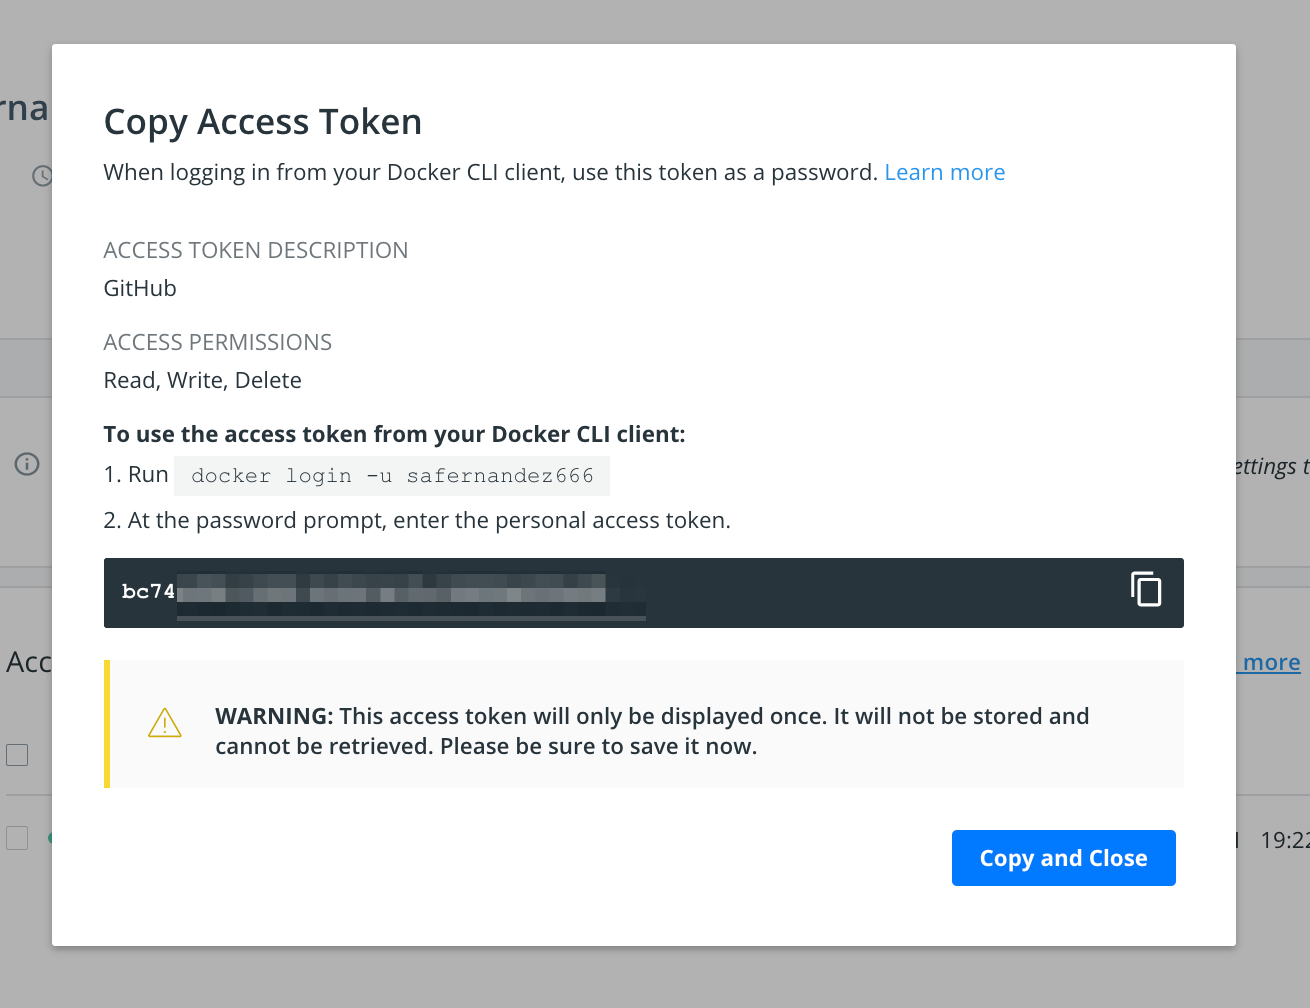 rna
Copy Access Token
When logging in from your Docker CLI client, use this token as a password. Learn more
ACCESS TOKEN DESCRIPTION
GitHub
ACCESS PERMISSIONS
Read, Write, Delete
To use the access token from your Docker CLI client:
1. Run docker login -u safernandez666
ettings t
2. At the password prompt, enter the personal access token.
bc74
Acc
more
WARNING: This access token will only be displayed once. It will not be stored and
cannot be retrieved. Please be sure to save it now.
19:22
Copy and Close